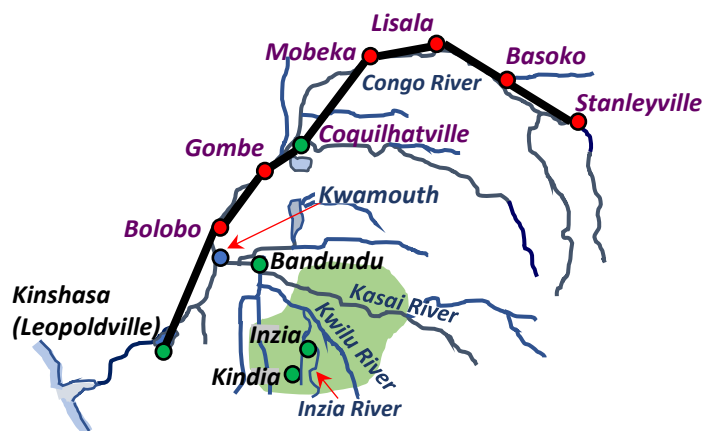 Lisala
Mobeka
Basoko
Congo River
Stanleyville
Gombe
Coquilhatville
Kwamouth
Bolobo
Bandundu
Kinshasa
(Leopoldville)
Kasai River
Inzia
Kwilu River
Kindia
Inzia River